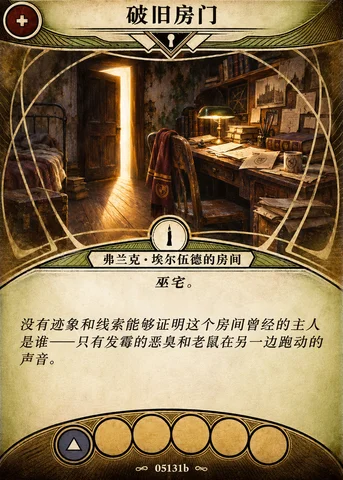 破旧房门
弗兰克·埃尔伍德的房间
巫宅。
没有迹象和线索能够证明这个房间曾经的主人
是谁——只有发霉的恶臭和老鼠在另一边跑动的
声音。
05131b